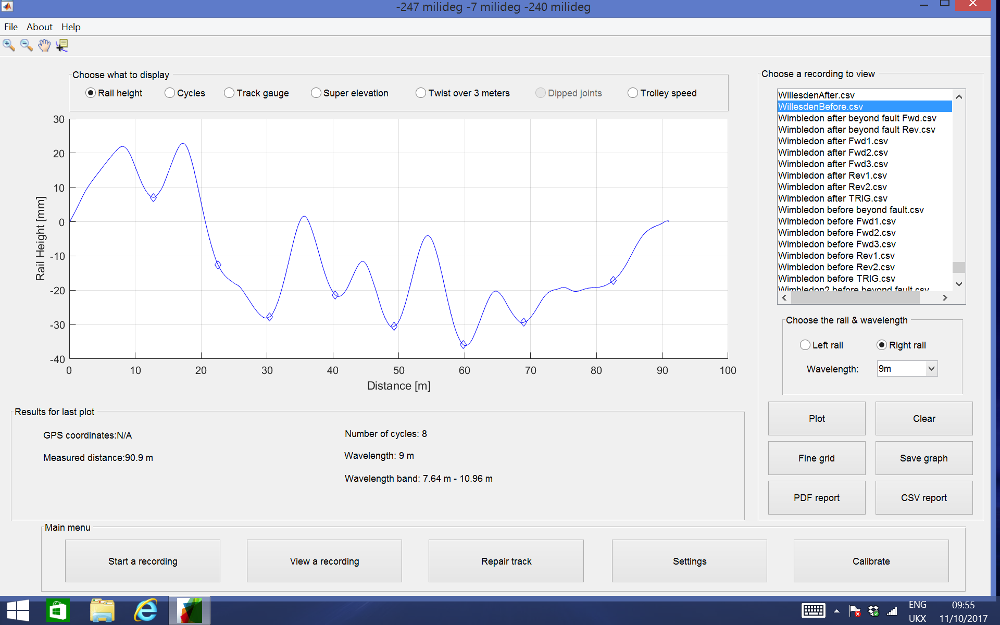 -247 milideg -7 milideg -240 milideg
File About Help
Choose what to display
Rail height Cycles Track gauge Super elevation Twist over 3 meters Dipped joints Trolley speed
30
20
10
0
-10
-20
-30
-40
Rail Height [mm]
0 10 20 30 40 50 60 70 80 90 100
Distance [m]
Choose a recording to view
WillesdenAfter.csv
WillesdenBefore.csv
Wimbledon after beyond fault Fwd.csv
Wimbledon after beyond fault Rev.csv
Wimbledon after Fwd1.csv
Wimbledon after Fwd2.csv
Wimbledon after Fwd3.csv
Wimbledon after Rev1.csv
Wimbledon after Rev2.csv
Wimbledon after TRIG.csv
Wimbledon before beyond fault.csv
Wimbledon before Fwd1.csv
Wimbledon before Fwd2.csv
Wimbledon before Fwd3.csv
Wimbledon before Rev1.csv
Wimbledon before Rev2.csv
Wimbledon before TRIG.csv
Wimbledon2 before beyond fault.csv
Choose the rail & wavelength
Left rail Right rail
Wavelength: 9m
Plot Clear
Fine grid Save graph
PDF report CSV report
Results for last plot
GPS coordinates:N/A
Measured distance:90.9 m
Number of cycles: 8
Wavelength: 9 m
Wavelength band: 7.64 m - 10.96 m
Main menu
Start a recording View a recording Repair track Settings Calibrate
ENG 09:55
UKX 11/10/2017